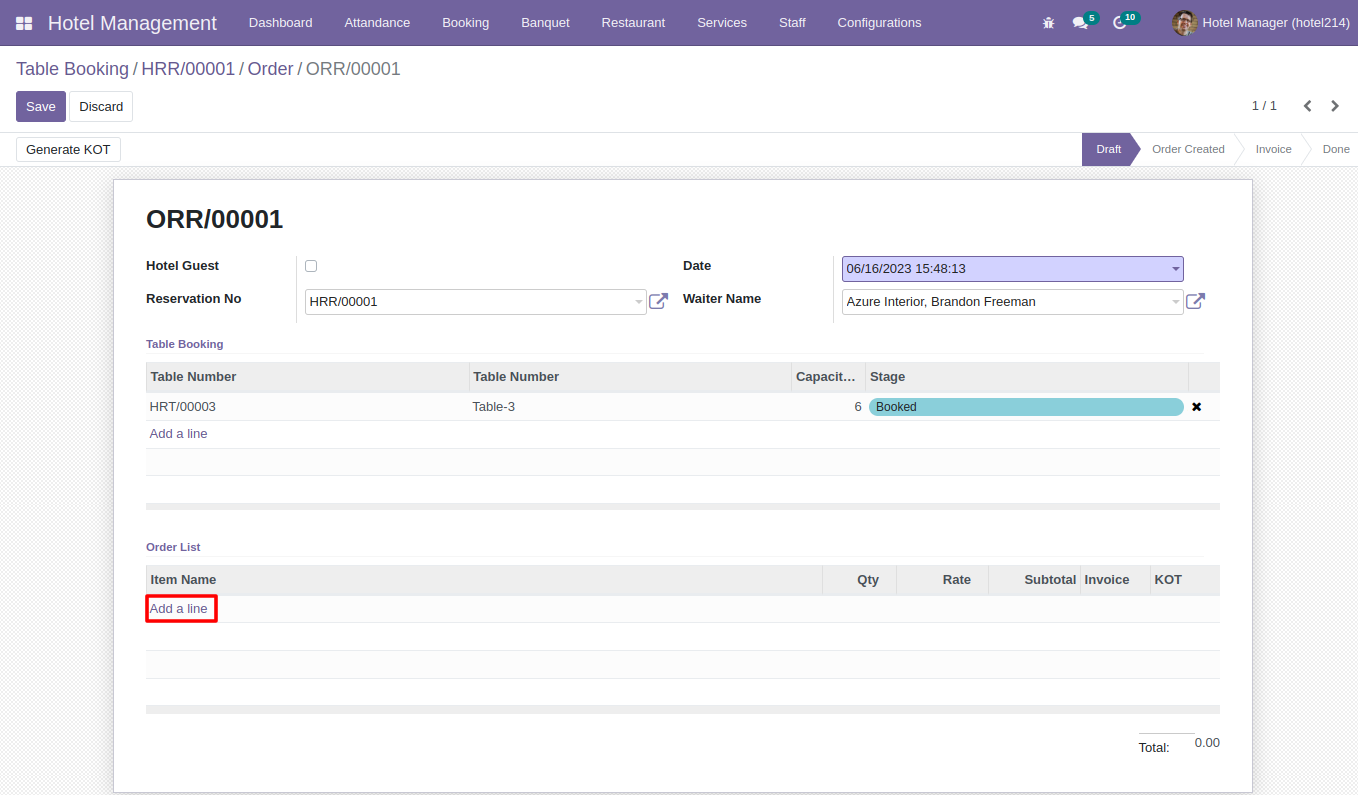 Hotel Management Dashboard Attandance Booking Banquet Restaurant Services Staff Configurations 5 10 Hotel Manager (hotel214)
Table Booking / HRR/00001 / Order / ORR/00001
Save Discard 1 / 1
Generate KOT Draft Order Created Invoice Done
ORR/00001
Hotel Guest Date 06/16/2023 15:48:13
Reservation No HRR/00001 Waiter Name Azure Interior, Brandon Freeman
Table Booking
Table Number Table Number Capacit... Stage
HRT/00003 Table-3 6 Booked
Add a line
Order List
Item Name Qty Rate Subtotal Invoice KOT
Add a line
Total: 0.00